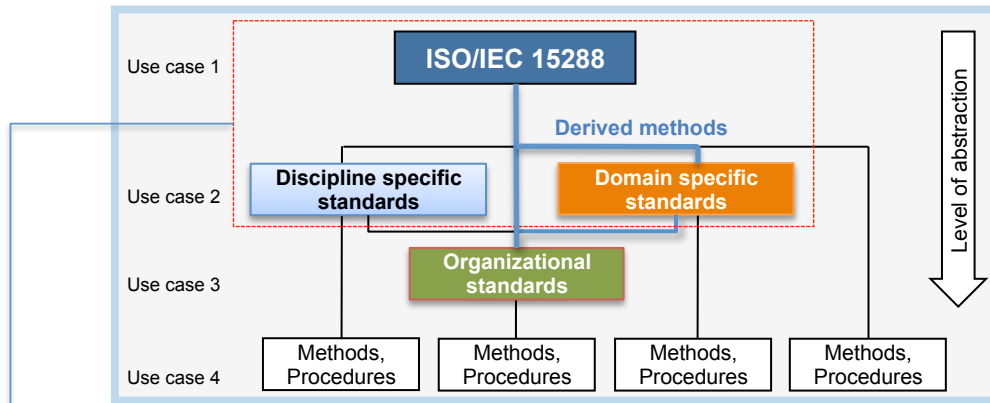 Use case 1
ISO/IEC 15288
Derived methods
Use case 2
Discipline specific
standards
Domain specific
standards
Use case 3
Organizational
standards
Level of abstraction
Use case 4
Methods,
Procedures
Methods,
Procedures
Methods,
Procedures
Methods,
Procedures